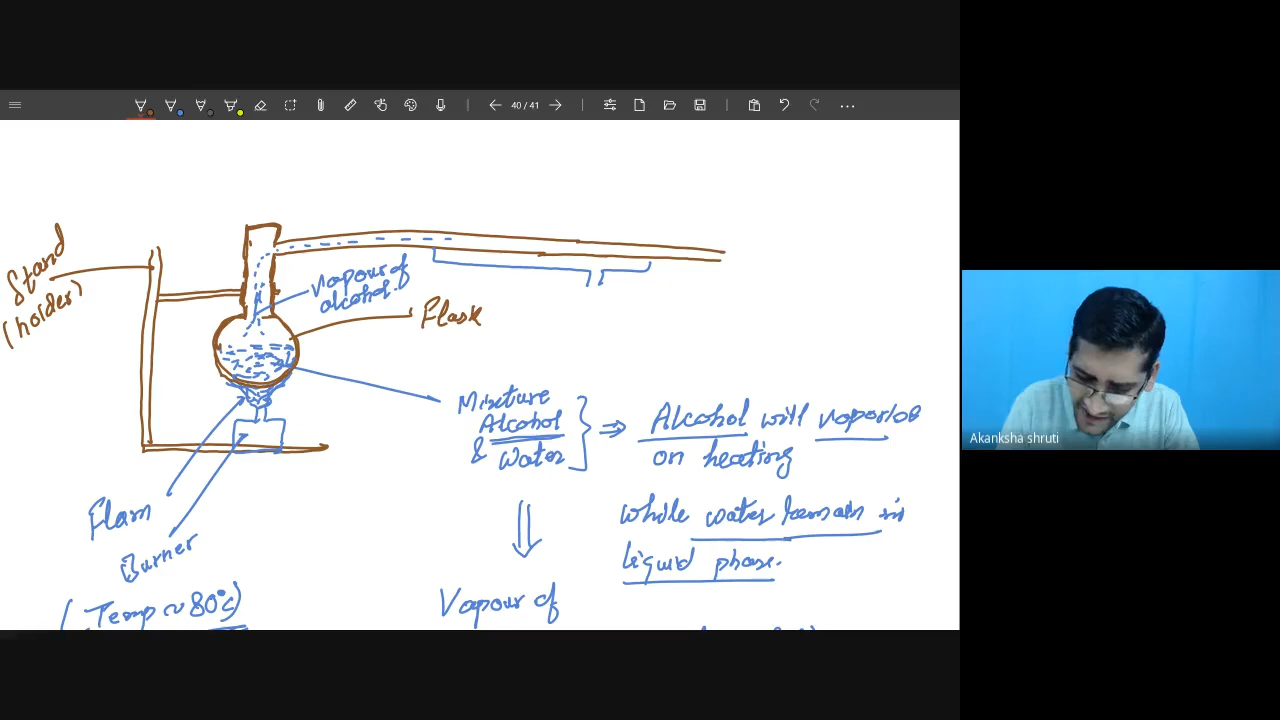 40 / 41
Stand
(holder)
Vapour of
alcohol.
Flask
Mixture
Alcohol
& Water
Alcohol will vaporise
on heating
while water remain in
liquid phase.
Flam
Burner
(Temp ~ 80°c)
Vapour of
Akanksha shruti